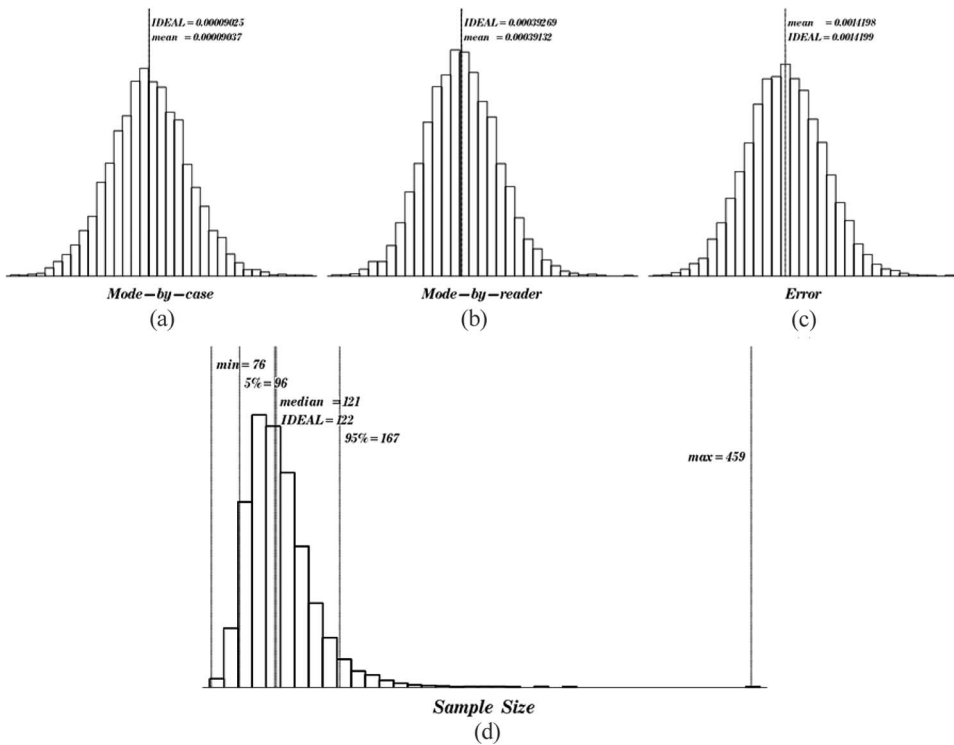 IDEAL = 0.00009025
mean = 0.00009037
IDEAL = 0.00039269
mean = 0.00039132
mean = 0.0014198
IDEAL = 0.0014199
Mode-by-case
Mode-by-reader
Error
(a)
(b)
(c)
min = 76
5% = 96
median = 121
IDEAL = 122
95% = 167
max = 459
Sample Size
(d)